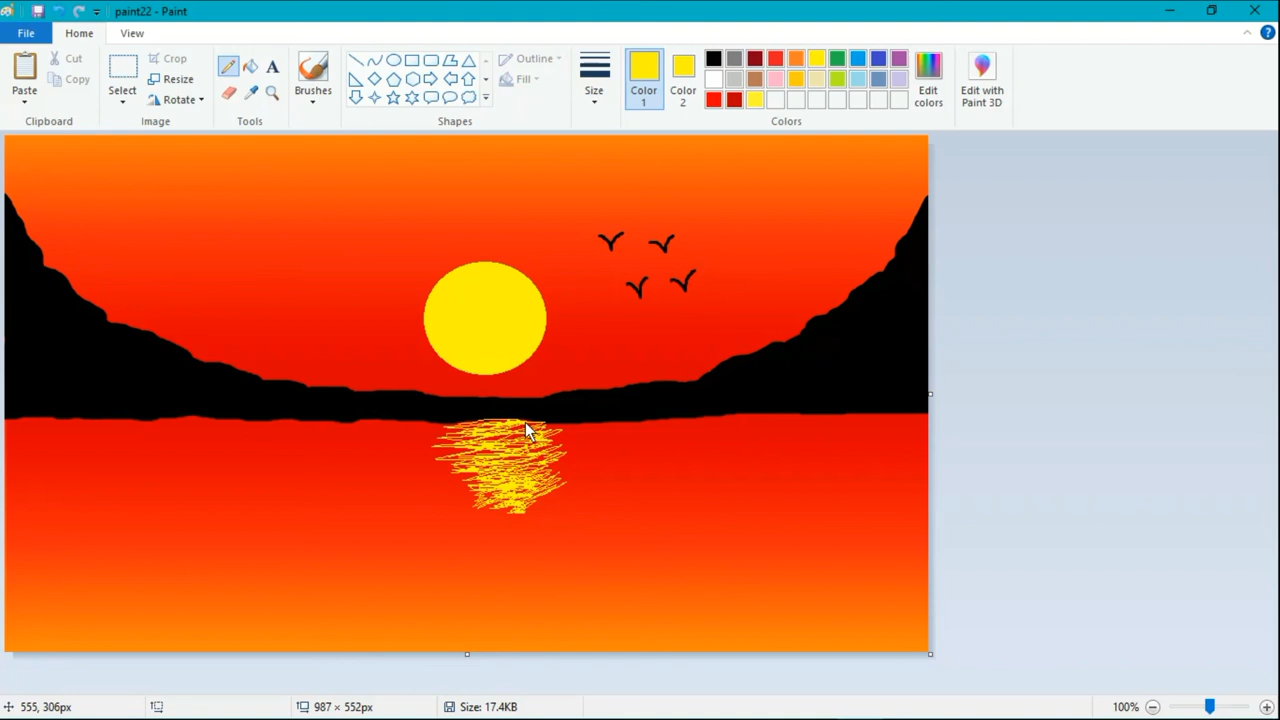 paint22 - Paint
File Home View
Paste
Cut
Copy
Clipboard
Select
Crop
Resize
Rotate
Image
A
Tools
Brushes
Outline
Fill
Shapes
Size
Color 1
Color 2
Edit colors
Colors
Edit with Paint 3D
555, 306px
987 × 552px
Size: 17.4KB
100%